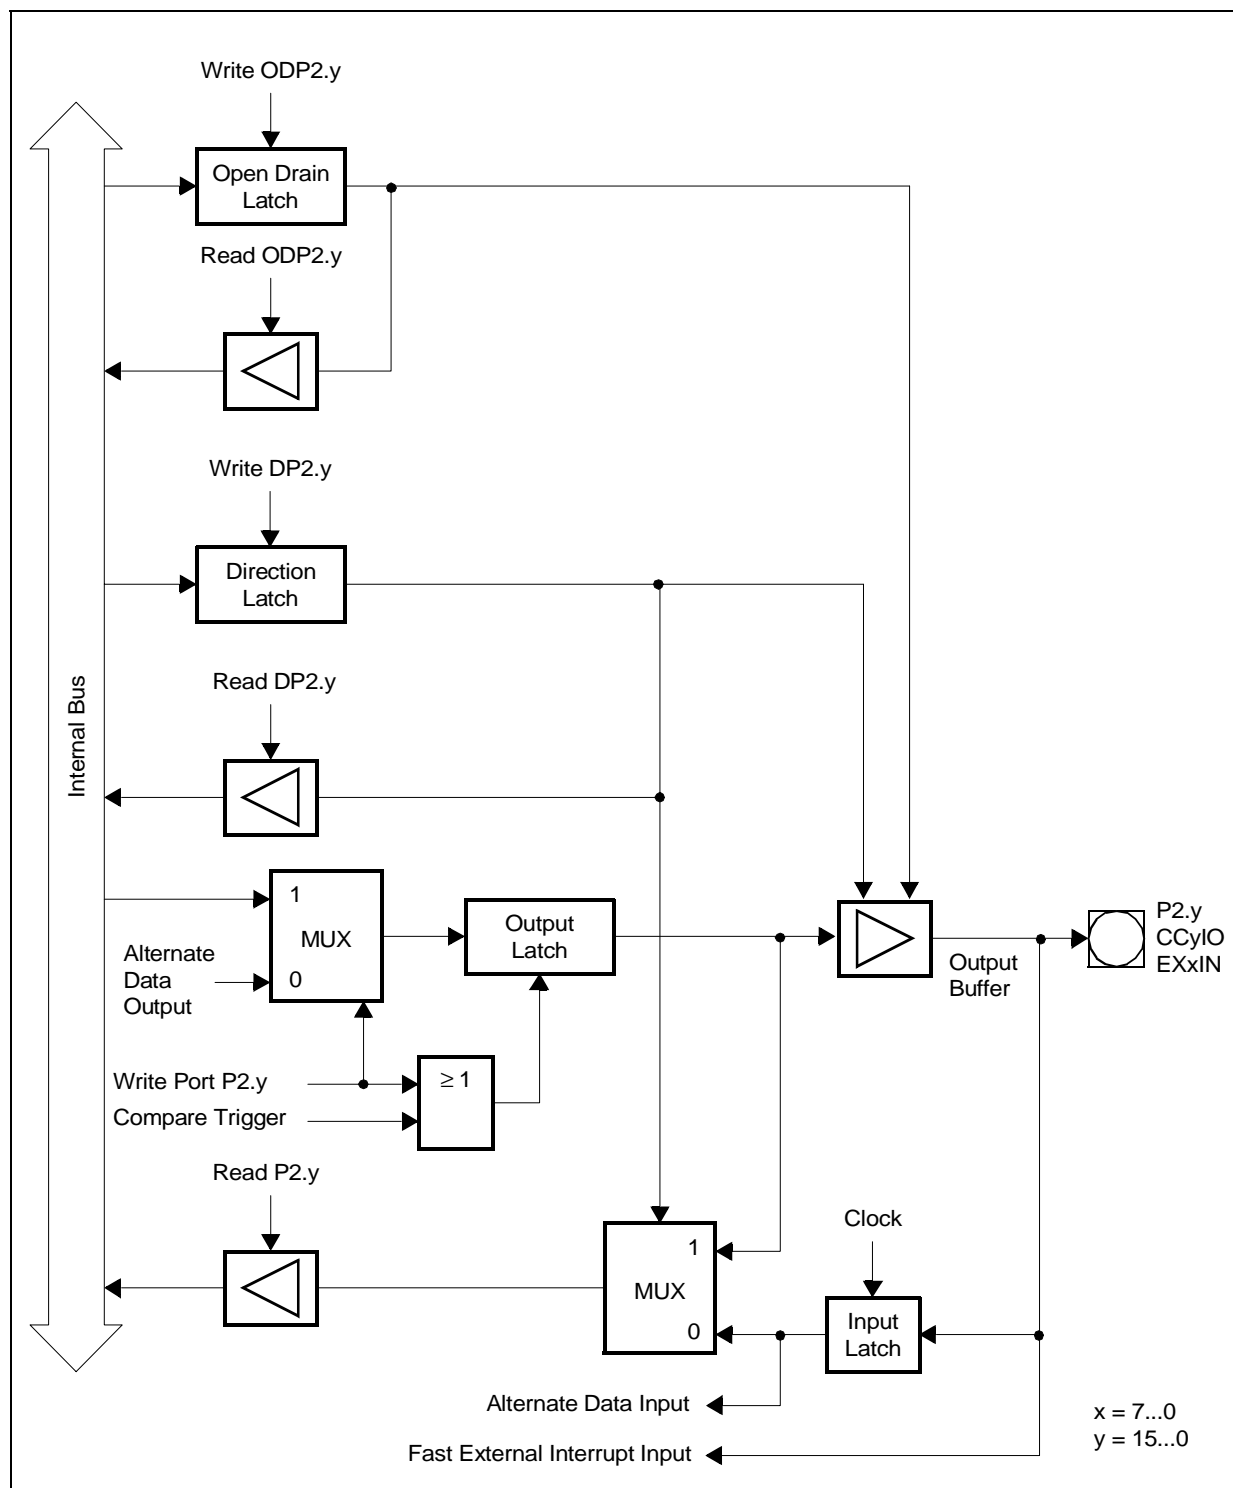 Write ODP2.y
Open Drain
Latch
Read ODP2.y
Write DP2.y
Direction
Latch
Read DP2.y
Internal Bus
1
MUX
0
Alternate
Data
Output
Output
Latch
Output
Buffer
P2.y
CCyIO
EXxIN
Write Port P2.y
Compare Trigger
≥ 1
Read P2.y
1
MUX
0
Clock
Input
Latch
Alternate Data Input
Fast External Interrupt Input
x = 7...0
y = 15...0